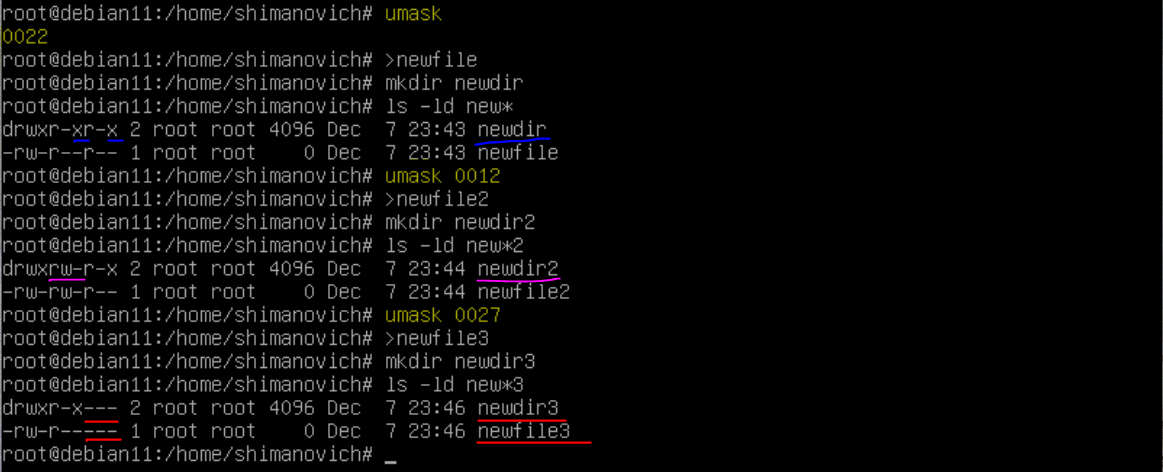 root@debian11:/home/shimanovich# umask
0022
root@debian11:/home/shimanovich# >newfile
root@debian11:/home/shimanovich# mkdir newdir
root@debian11:/home/shimanovich# ls -ld new*
drwxr-xr-x 2 root root 4096 Dec  7 23:43 newdir
-rw-r--r-- 1 root root    0 Dec  7 23:43 newfile
root@debian11:/home/shimanovich# umask 0012
root@debian11:/home/shimanovich# >newfile2
root@debian11:/home/shimanovich# mkdir newdir2
root@debian11:/home/shimanovich# ls -ld new*2
drwxrw-r-x 2 root root 4096 Dec  7 23:44 newdir2
-rw-rw-r-- 1 root root    0 Dec  7 23:44 newfile2
root@debian11:/home/shimanovich# umask 0027
root@debian11:/home/shimanovich# >newfile3
root@debian11:/home/shimanovich# mkdir newdir3
root@debian11:/home/shimanovich# ls -ld new*3
drwxr-x--- 2 root root 4096 Dec  7 23:46 newdir3
-rw-r----- 1 root root    0 Dec  7 23:46 newfile3
root@debian11:/home/shimanovich# _